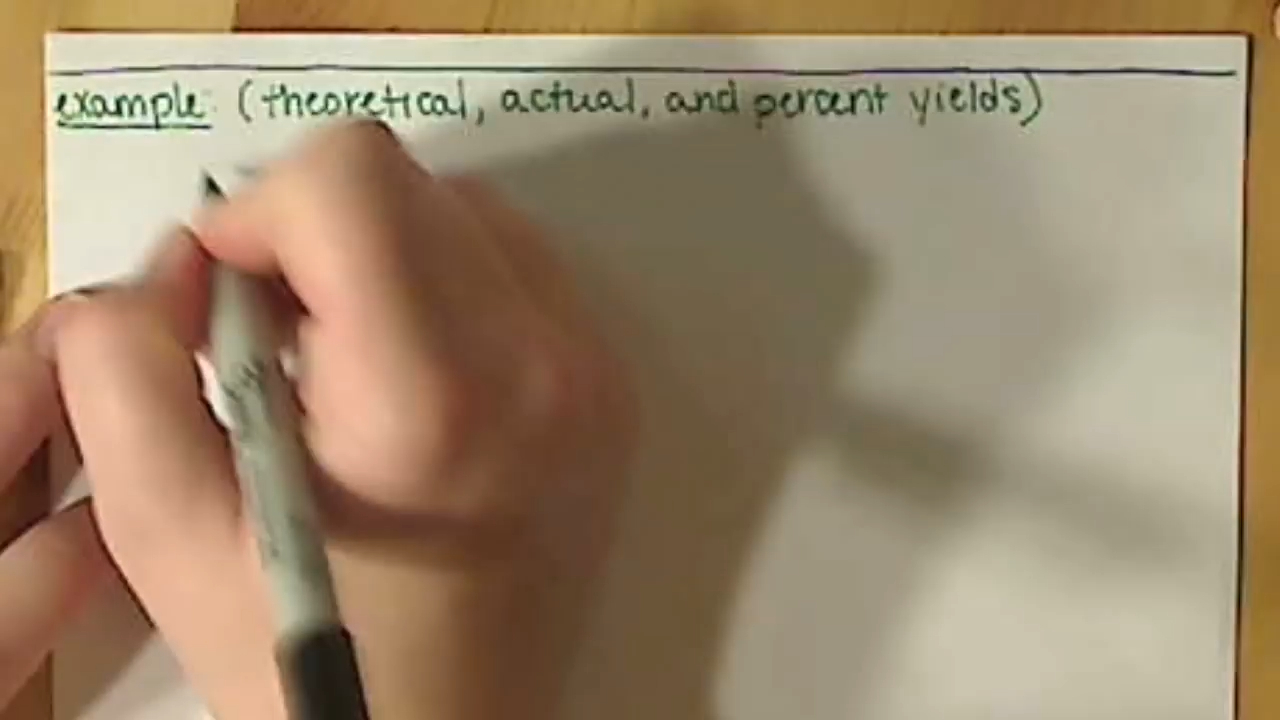 example: (theoretical, actual, and percent yields)